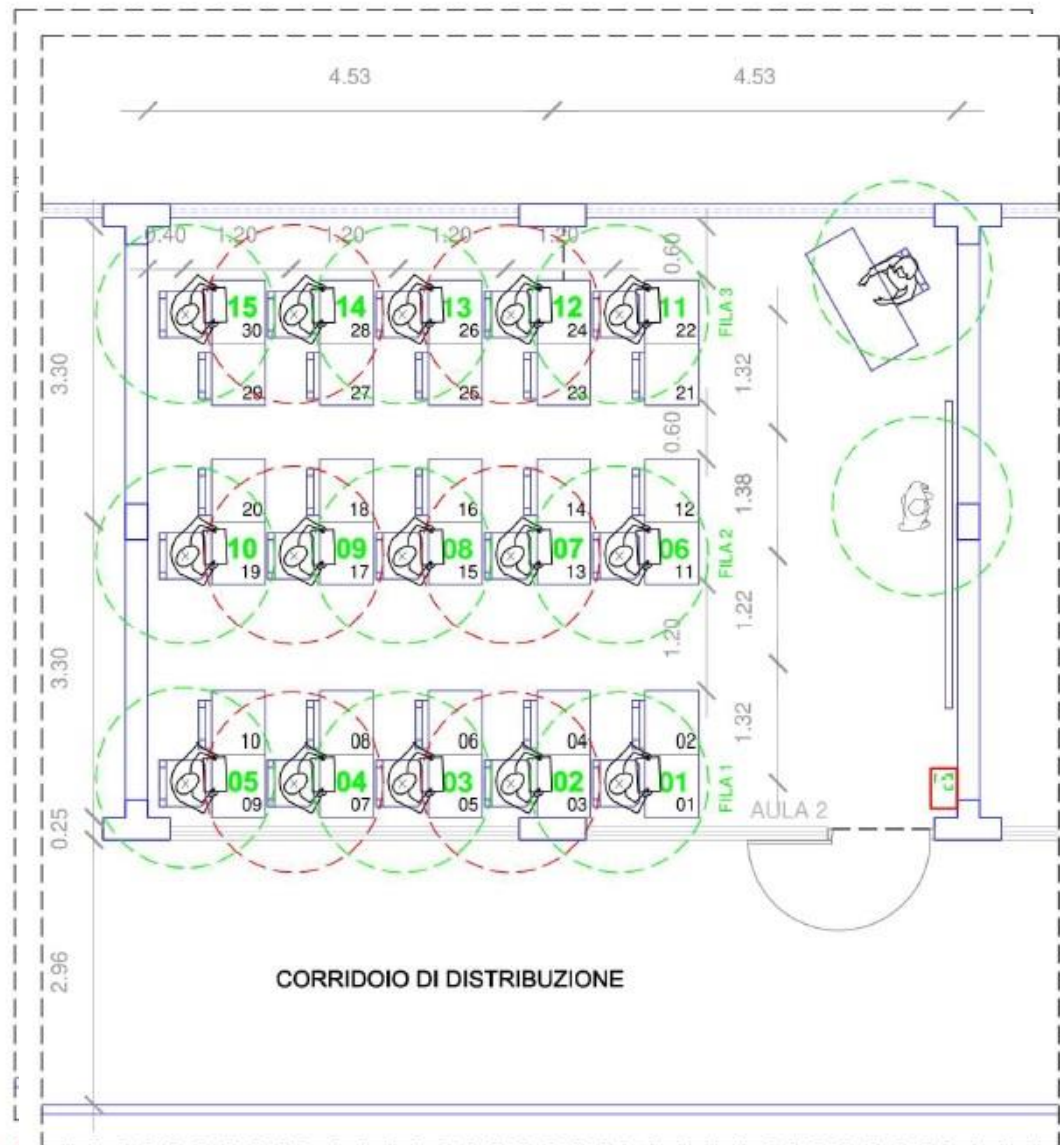 4.53 4.53
0.40 1.20 1.20 1.20 1.20 0.60
15 14 13 12 11
30 28 26 24 22
FILA 3
29 27 25 23 21
3.30 1.32
0.60
20 18 16 14 12
1.38
10 09 08 07 06
19 17 15 13 11
FILA 2
1.22
1.20
3.30
10 08 06 04 02
1.32
05 04 03 02 01
09 07 05 03 01
FILA 1
AULA 2
0.25
2.96
CORRIDOIO DI DISTRIBUZIONE